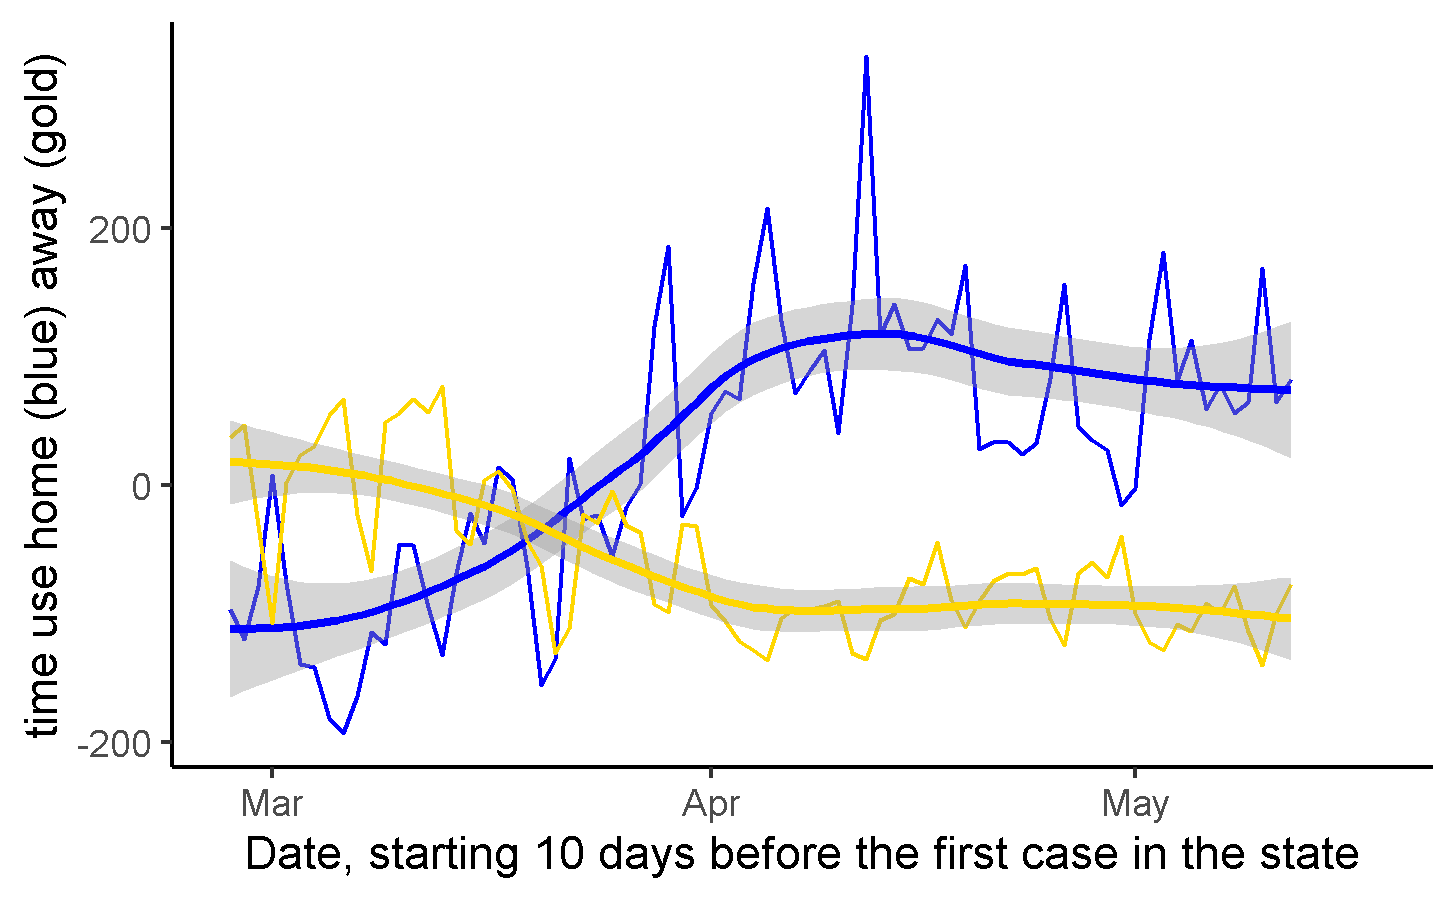 time use home (blue) away (gold)
200
0
-200
Mar Apr May
Date, starting 10 days before the first case in the state